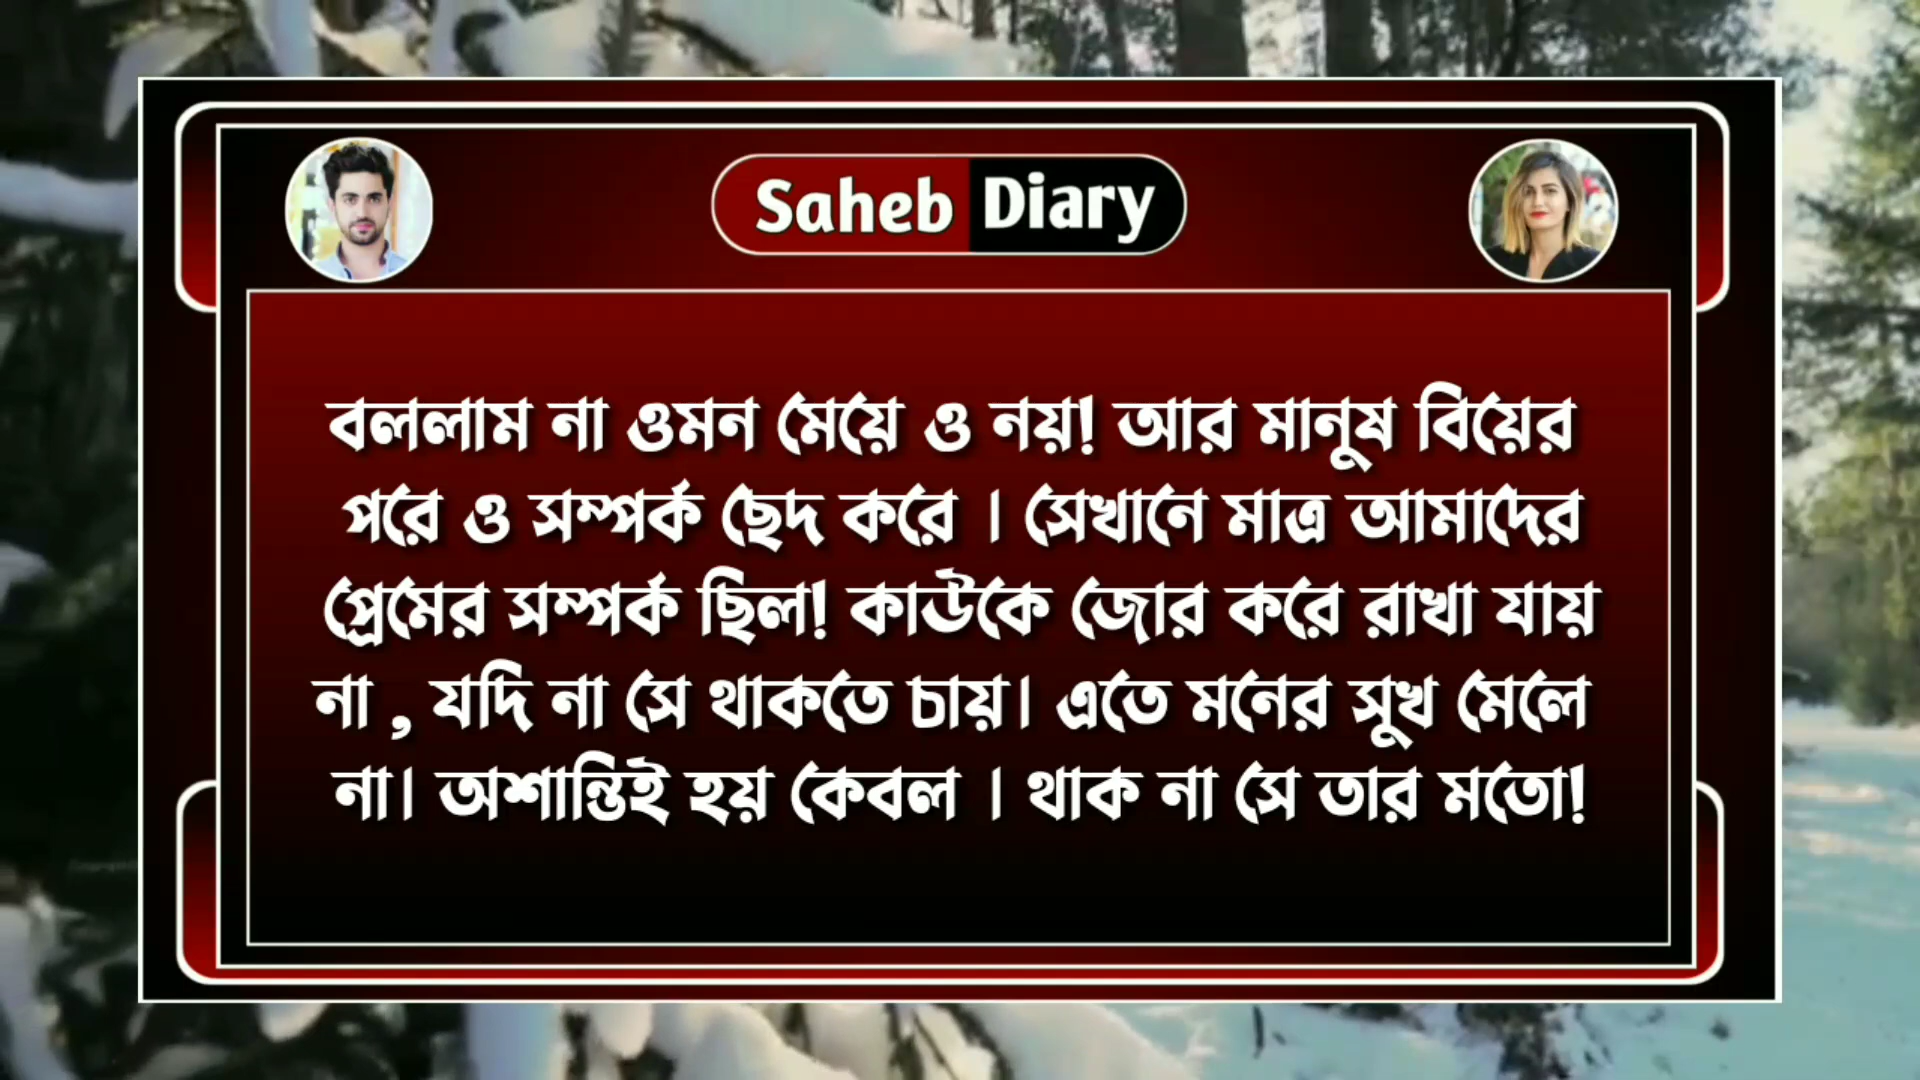 Saheb Diary
বললাম না ওমন মেয়ে ও নয়! আর মানুষ বিয়ের
পরে ও সম্পর্ক ছেদ করে । সেখানে মাত্র আমাদের
প্রেমের সম্পর্ক ছিল! কাউকে জোর করে রাখা যায়
না , যদি না সে থাকতে চায়। এতে মনের সুখ মেলে
না। অশান্তিই হয় কেবল । থাক না সে তার মতো!